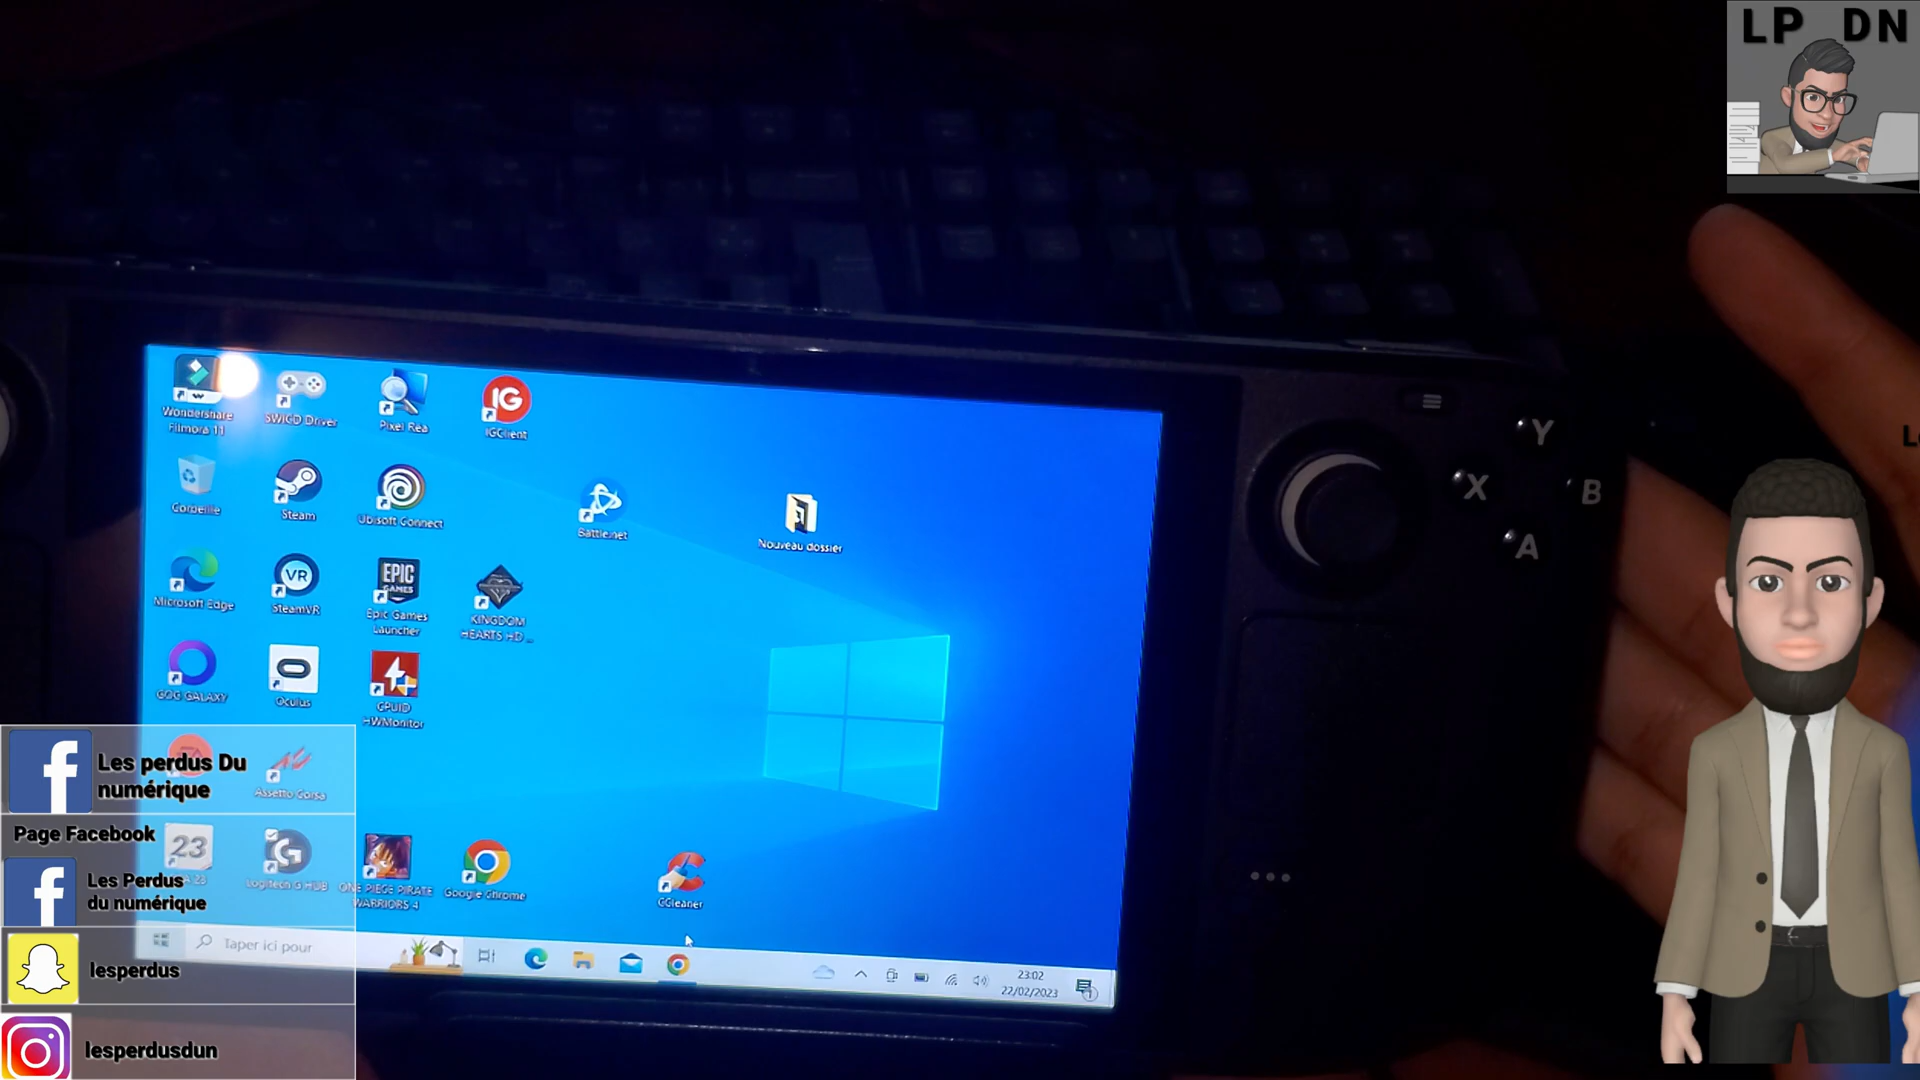 LP DN
Wondershare
Filmora 11
SWICD Driver
Pixel Rea
IG
IGClient
Corbeille
Steam
Ubisoft Connect
Battle.net
Nouveau dossier
Microsoft Edge
VR
SteamVR
EPIC
GAMES
Epic Games
Launcher
KINGDOM
HEARTS HD ...
GOG GALAXY
Oculus
CPUID
HWMonitor
Assetto Corsa
23
Logitech G HUB
ONE PIECE PIRATE
WARRIORS 4
Google Chrome
CCleaner
Taper ici pour
23:02
22/02/2023
1
Y
X
B
A
Les perdus Du
numérique
Page Facebook
Les Perdus
du numérique
lesperdus
lesperdusdun